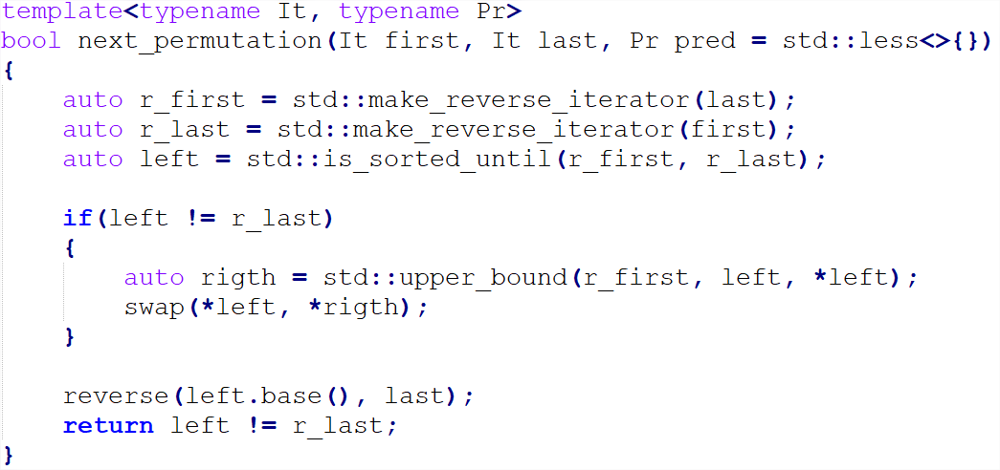 template<typename It, typename Pr>
bool next_permutation(It first, It last, Pr pred = std::less<>{})
{
    auto r_first = std::make_reverse_iterator(last);
    auto r_last = std::make_reverse_iterator(first);
    auto left = std::is_sorted_until(r_first, r_last);

    if(left != r_last)
    {
        auto rigth = std::upper_bound(r_first, left, *left);
        swap(*left, *rigth);
    }

    reverse(left.base(), last);
    return left != r_last;
}